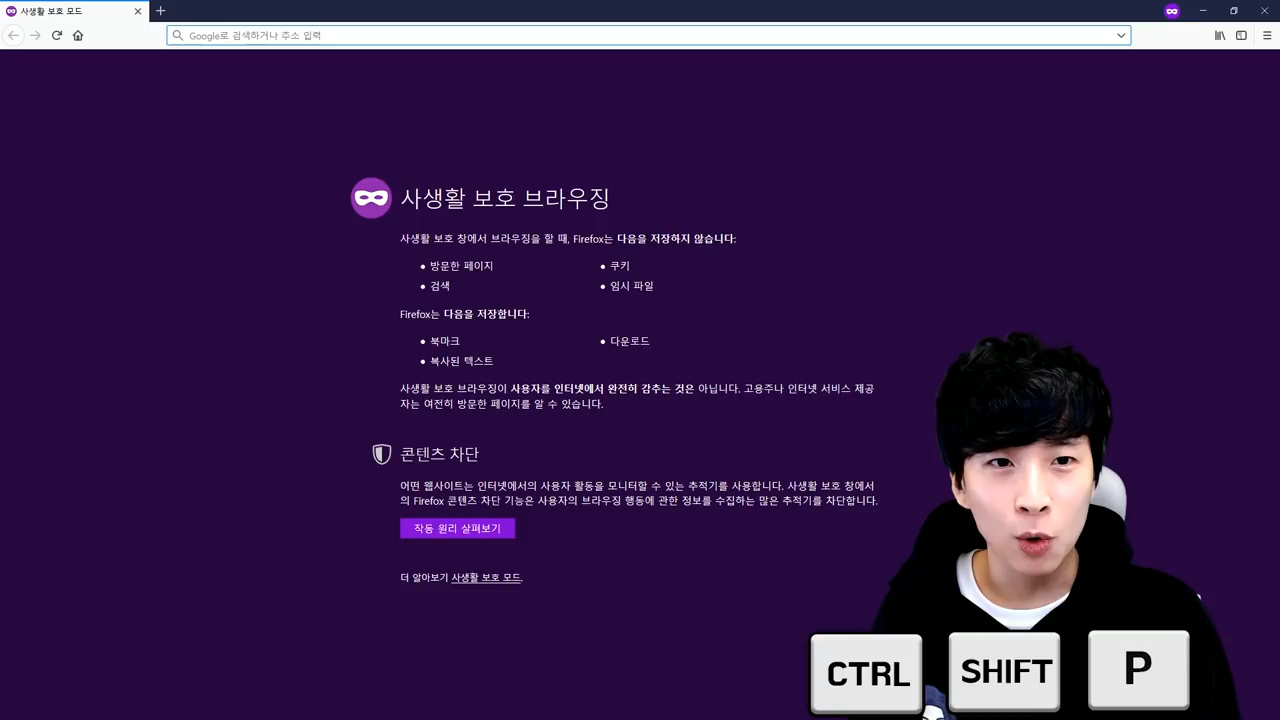 사생활 보호 모드
Google로 검색하거나 주소 입력
사생활 보호 브라우징
사생활 보호 창에서 브라우징을 할 때, Firefox는 다음을 저장하지 않습니다:
방문한 페이지
쿠키
검색
임시 파일
Firefox는 다음을 저장합니다:
북마크
다운로드
복사된 텍스트
사생활 보호 브라우징이 사용자를 인터넷에서 완전히 감추는 것은 아닙니다. 고용주나 인터넷 서비스 제공
자는 여전히 방문한 페이지를 알 수 있습니다.
콘텐츠 차단
어떤 웹사이트는 인터넷에서의 사용자 활동을 모니터할 수 있는 추적기를 사용합니다. 사생활 보호 창에서
의 Firefox 콘텐츠 차단 기능은 사용자의 브라우징 행동에 관한 정보를 수집하는 많은 추적기를 차단합니다.
작동 원리 살펴보기
더 알아보기 사생활 보호 모드.
CTRL SHIFT P